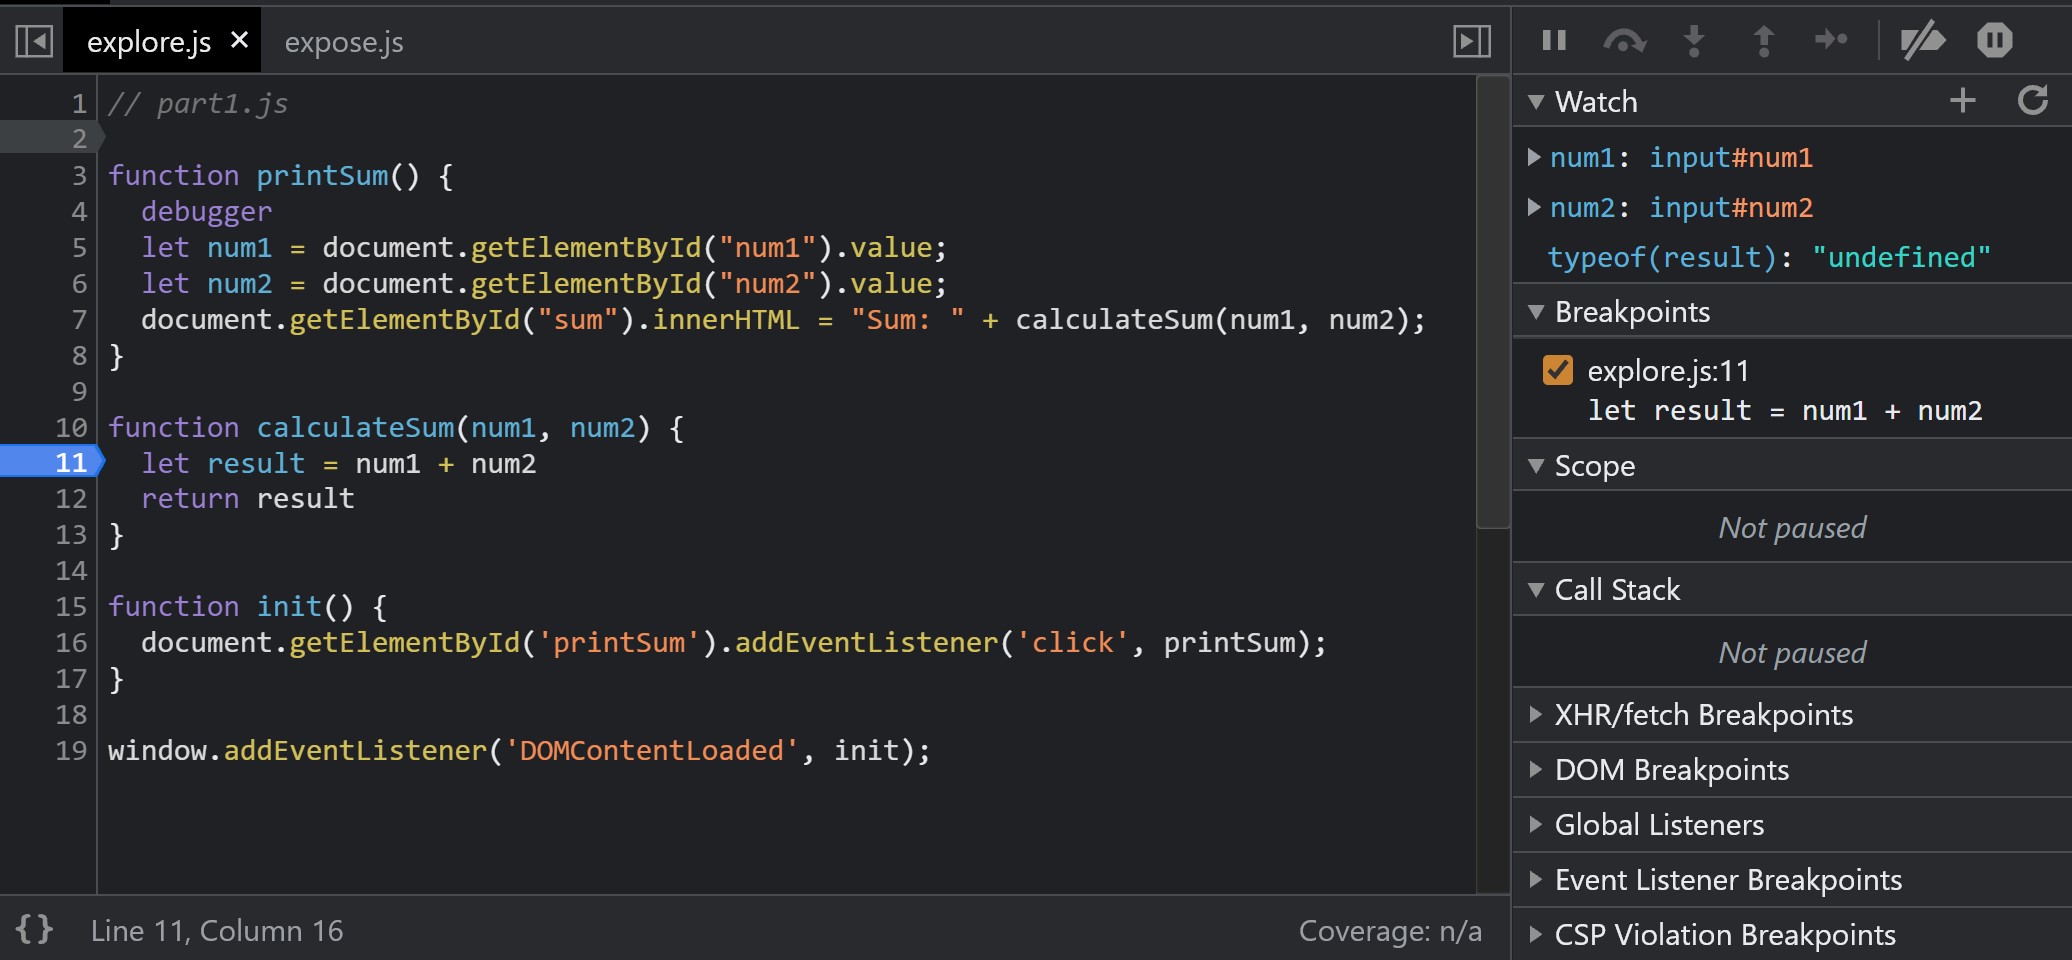 explore.js × expose.js
1 // part1.js
2
3 function printSum() {
4   debugger
5   let num1 = document.getElementById("num1").value;
6   let num2 = document.getElementById("num2").value;
7   document.getElementById("sum").innerHTML = "Sum: " + calculateSum(num1, num2);
8 }
9
10 function calculateSum(num1, num2) {
11   let result = num1 + num2
12   return result
13 }
14
15 function init() {
16   document.getElementById('printSum').addEventListener('click', printSum);
17 }
18
19 window.addEventListener('DOMContentLoaded', init);
{} Line 11, Column 16
Coverage: n/a
Watch
num1: input#num1
num2: input#num2
typeof(result): "undefined"
Breakpoints
explore.js:11
let result = num1 + num2
Scope
Not paused
Call Stack
Not paused
XHR/fetch Breakpoints
DOM Breakpoints
Global Listeners
Event Listener Breakpoints
CSP Violation Breakpoints